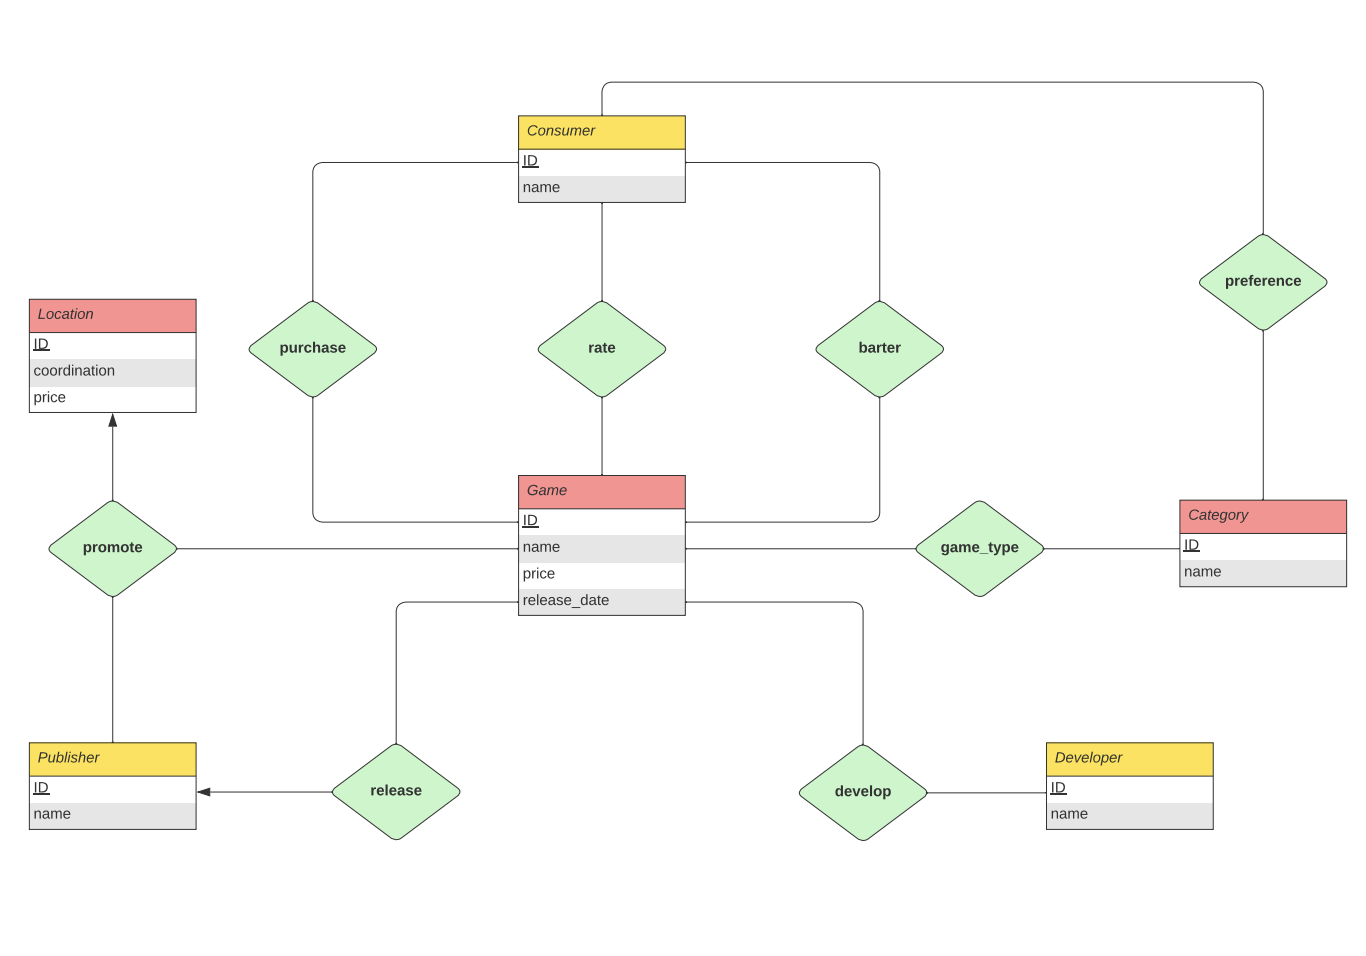 Consumer
ID
name
preference
Location
ID
coordination
price
purchase
rate
barter
Game
ID
name
price
release_date
promote
game_type
Category
ID
name
Publisher
ID
name
release
develop
Developer
ID
name